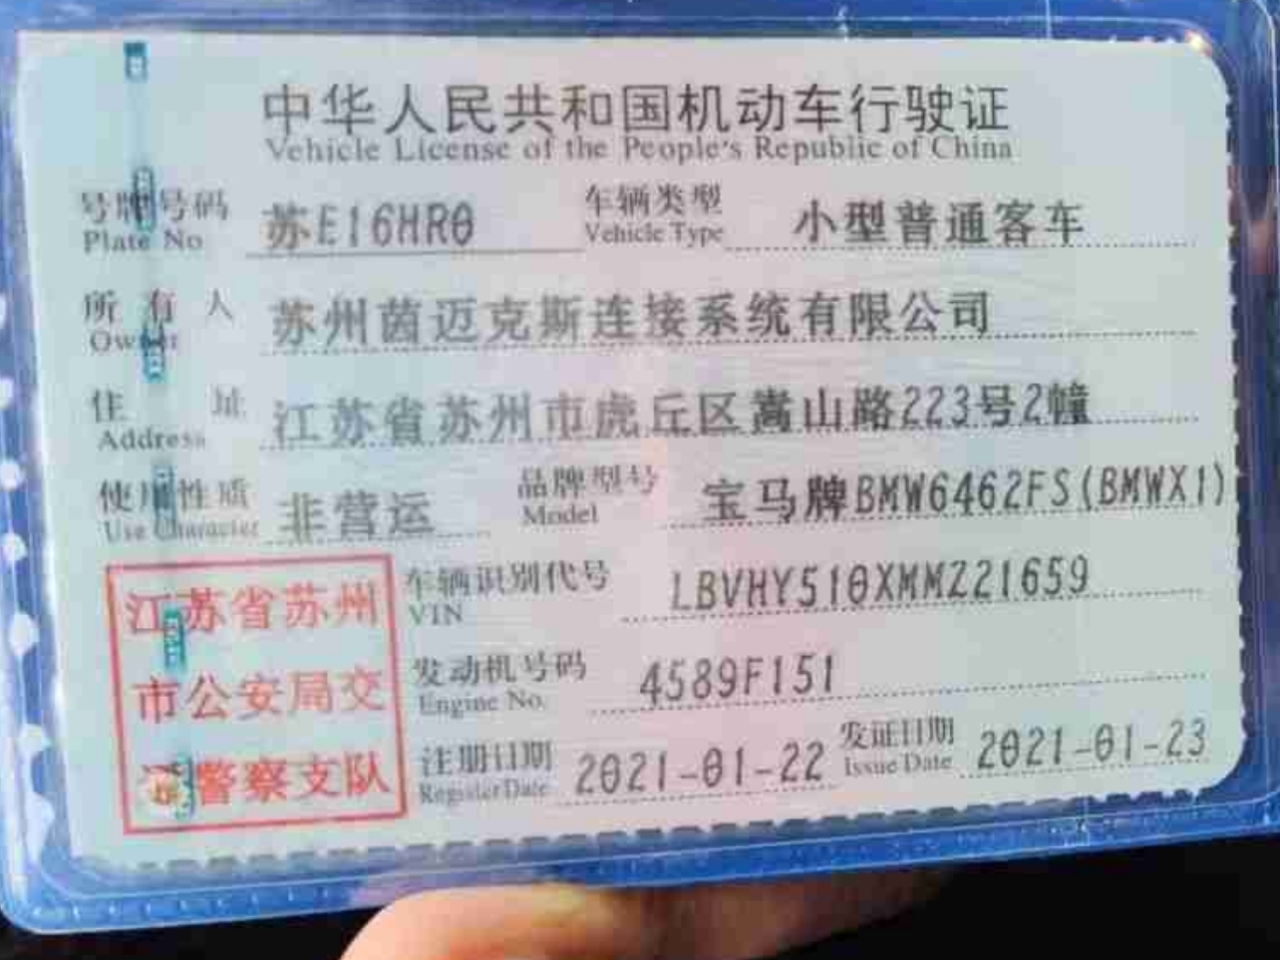 中华人民共和国机动车行驶证
Vehicle License of the People's Republic of China
号牌号码 苏E16HR0 车辆类型 小型普通客车
Plate No Vehicle Type
所有人 苏州茵迈克斯连接系统有限公司
Owner
住址 江苏省苏州市虎丘区嵩山路223号2幢
Address
使用性质 非营运 品牌型号 宝马牌BMW6462FS(BMWX1)
Use Character Model
江苏省苏州
市公安局交
通警察支队
车辆识别代号 LBVHY510XMMZ21659
VIN
发动机号码 4589F151
Engine No.
注册日期 2021-01-22 发证日期 2021-01-23
Register Date Issue Date